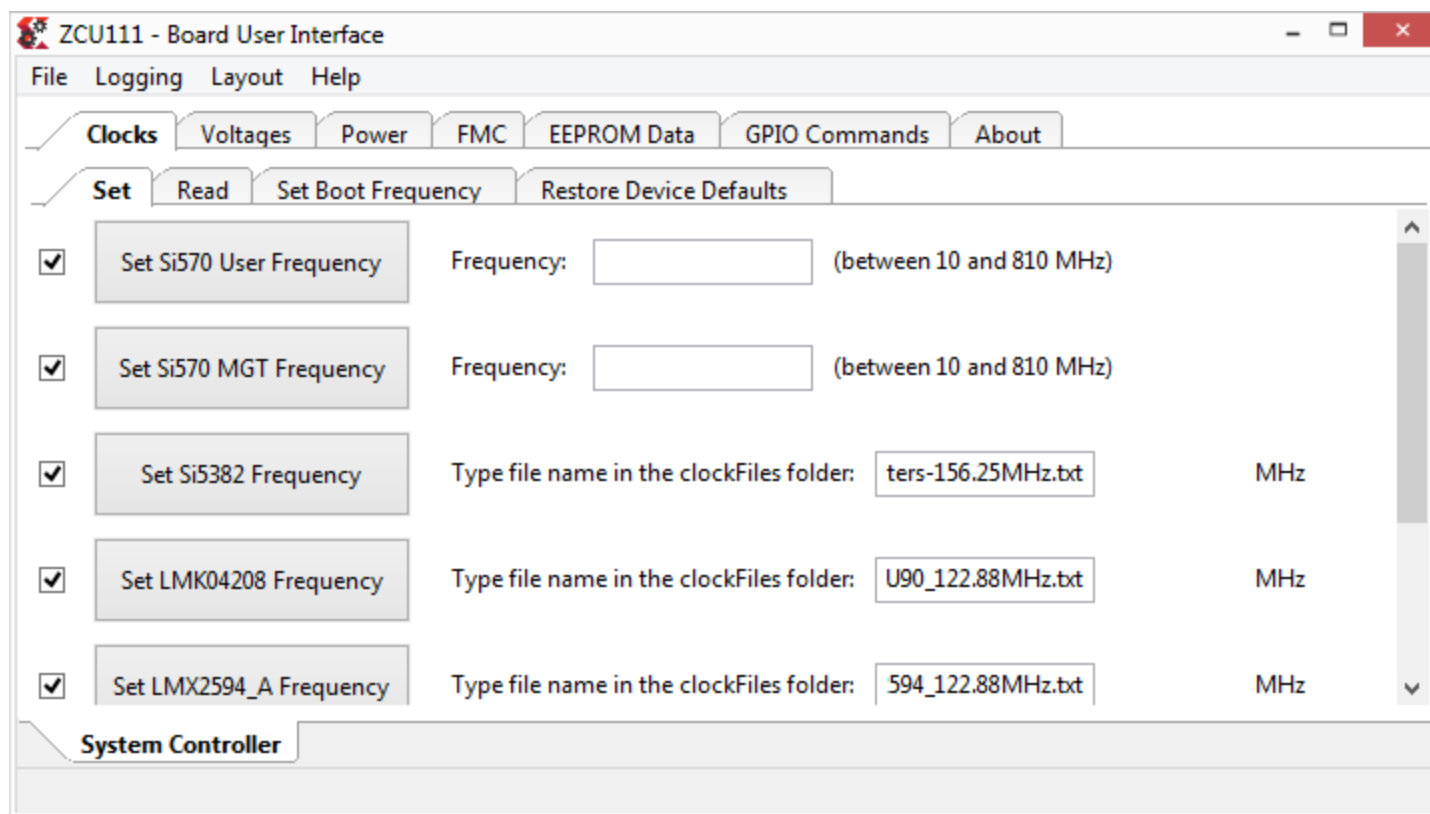 ZCU111 - Board User Interface
File Logging Layout Help
Clocks Voltages Power FMC EEPROM Data GPIO Commands About
Set Read Set Boot Frequency Restore Device Defaults
Set Si570 User Frequency Frequency: (between 10 and 810 MHz)
Set Si570 MGT Frequency Frequency: (between 10 and 810 MHz)
Set Si5382 Frequency Type file name in the clockFiles folder: ters-156.25MHz.txt MHz
Set LMK04208 Frequency Type file name in the clockFiles folder: U90_122.88MHz.txt MHz
Set LMX2594_A Frequency Type file name in the clockFiles folder: 594_122.88MHz.txt MHz
System Controller